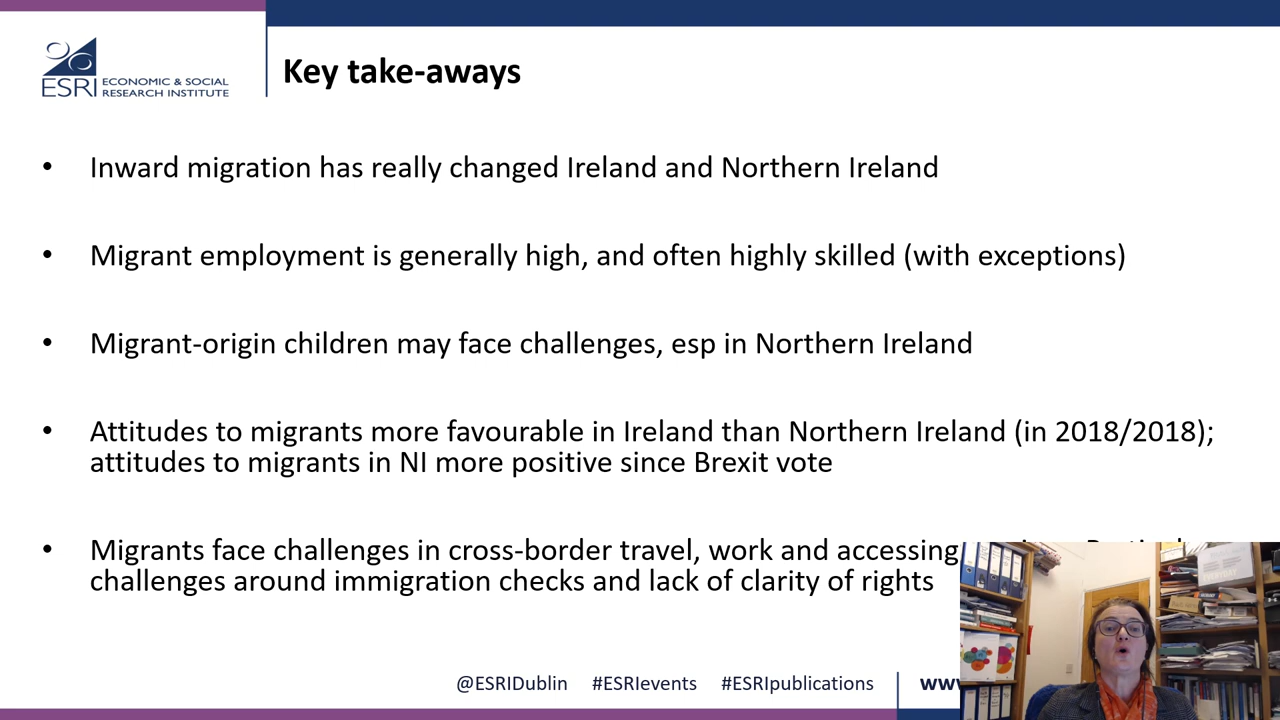 ESRI
ECONOMIC & SOCIAL
RESEARCH INSTITUTE
Key take-aways
• Inward migration has really changed Ireland and Northern Ireland
• Migrant employment is generally high, and often highly skilled (with exceptions)
• Migrant-origin children may face challenges, esp in Northern Ireland
• Attitudes to migrants more favourable in Ireland than Northern Ireland (in 2018/2018);
attitudes to migrants in NI more positive since Brexit vote
• Migrants face challenges in cross-border travel, work and accessing
challenges around immigration checks and lack of clarity of rights
@ESRIDublin #ESRIevents #ESRIpublications